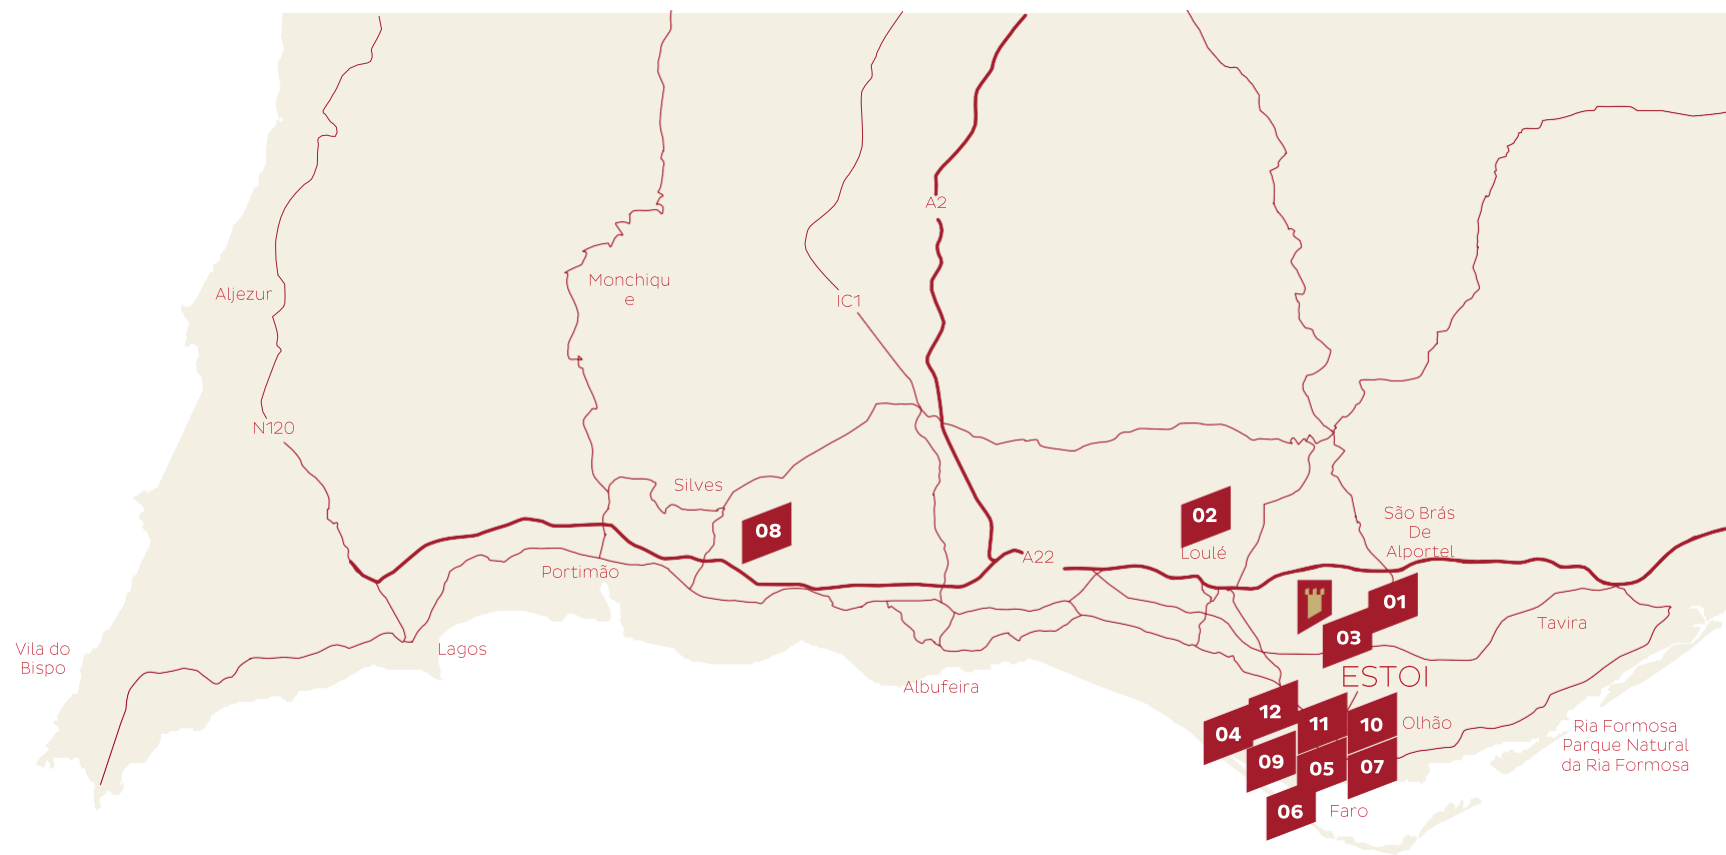 A2
Monchiqu
e
Aljezur
IC1
N120
Silves
02
São Brás
De
Alportel
08
Loulé
A22
Portimão
01
Tavira
03
Vila do
Bispo
Lagos
ESTOI
Albufeira
12
11
10
Olhão
04
Ria Formosa
Parque Natural
da Ria Formosa
09
05
07
06
Faro